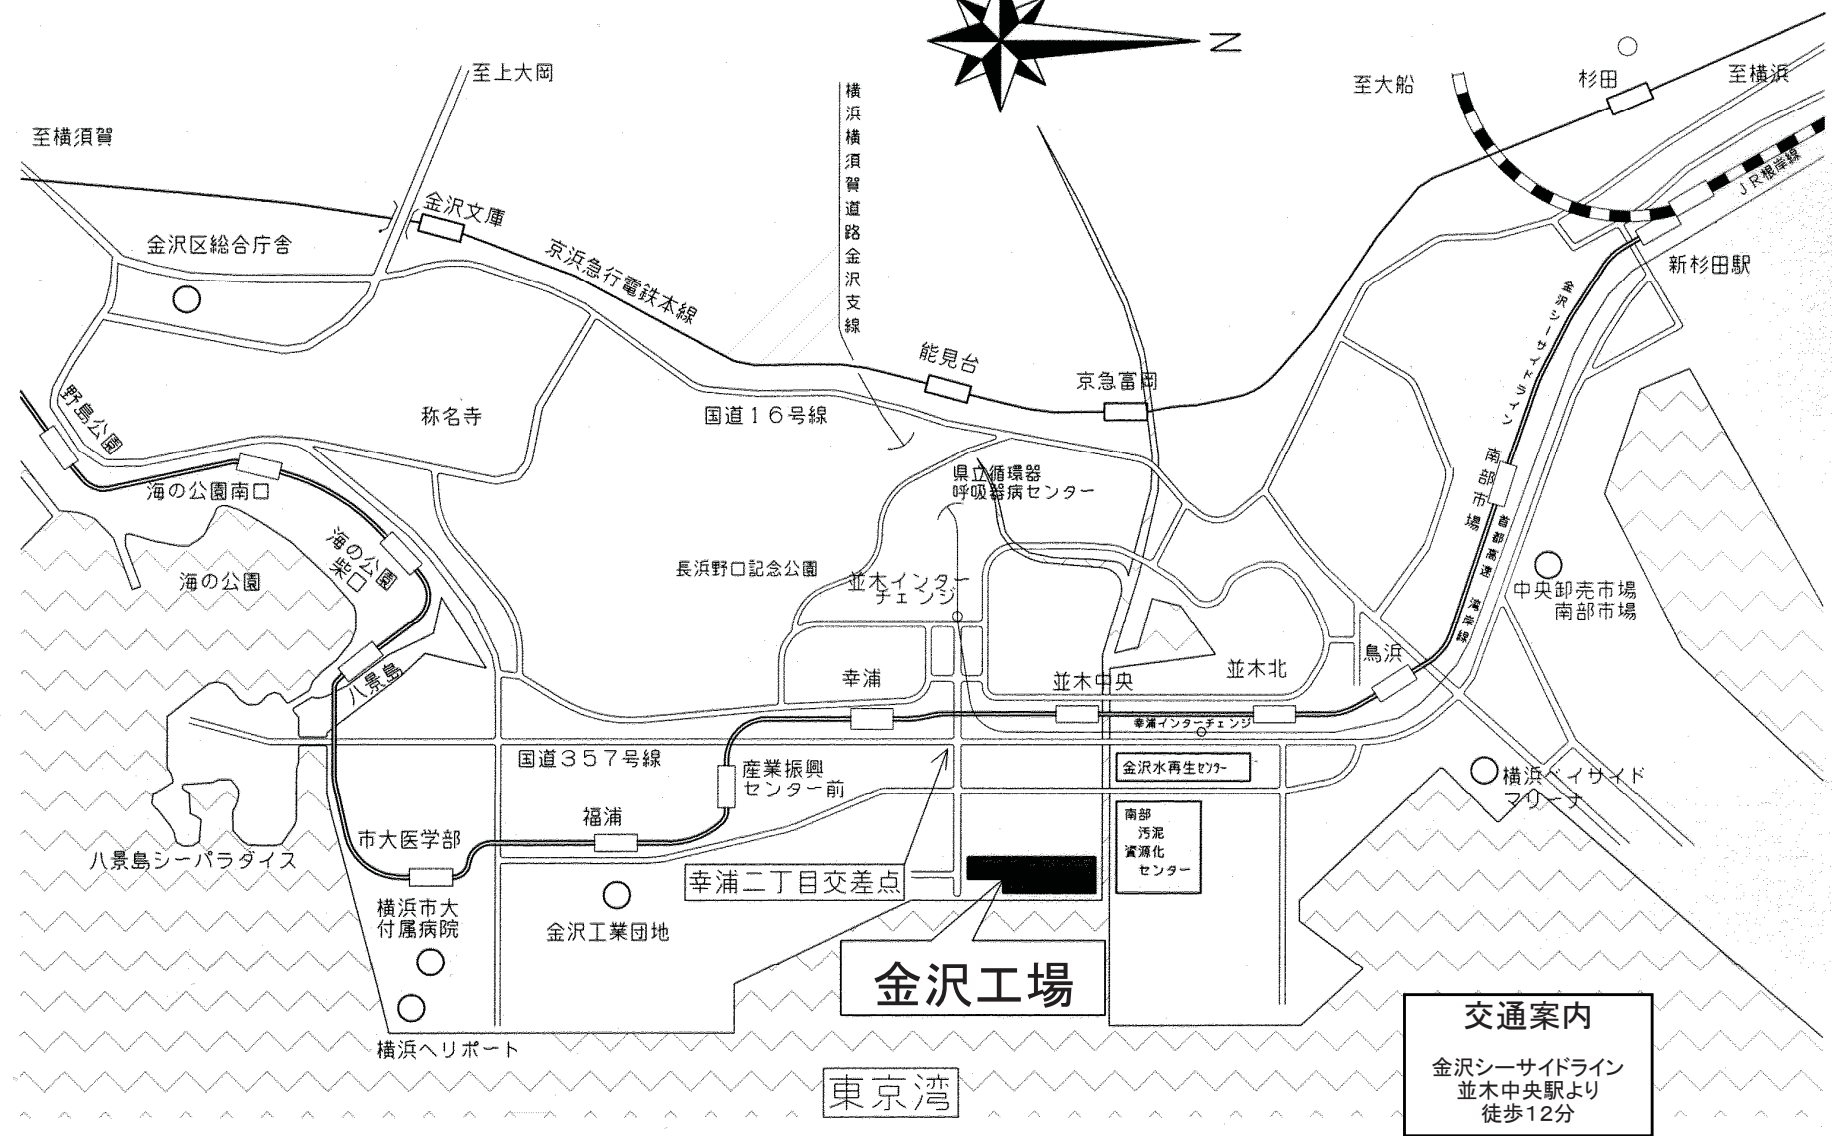 N
至上大岡
至大船
杉田
至横浜
至横須賀
横浜横須賀道路金沢支線
JR根岸線
金沢文庫
金沢区総合庁舎
京浜急行電鉄本線
新杉田駅
金沢シーサイドライン
能見台
京急富岡
野島公園
称名寺
国道16号線
南部市場
県立循環器
呼吸器病センター
海の公園南口
首都高速 湾岸線
海の公園
柴口
海の公園
長浜野口記念公園
並木インター
チェンジ
中央卸売市場
南部市場
八景島
幸浦
並木中央
並木北
鳥浜
幸浦インターチェンジ
国道357号線
産業振興
センター前
金沢水再生センター
横浜ベイサイド
マリーナ
福浦
南部
汚泥
資源化
センター
市大医学部
八景島シーパラダイス
幸浦二丁目交差点
横浜市大
付属病院
金沢工業団地
金沢工場
横浜ヘリポート
東京湾
交通案内
金沢シーサイドライン
並木中央駅より
徒歩12分